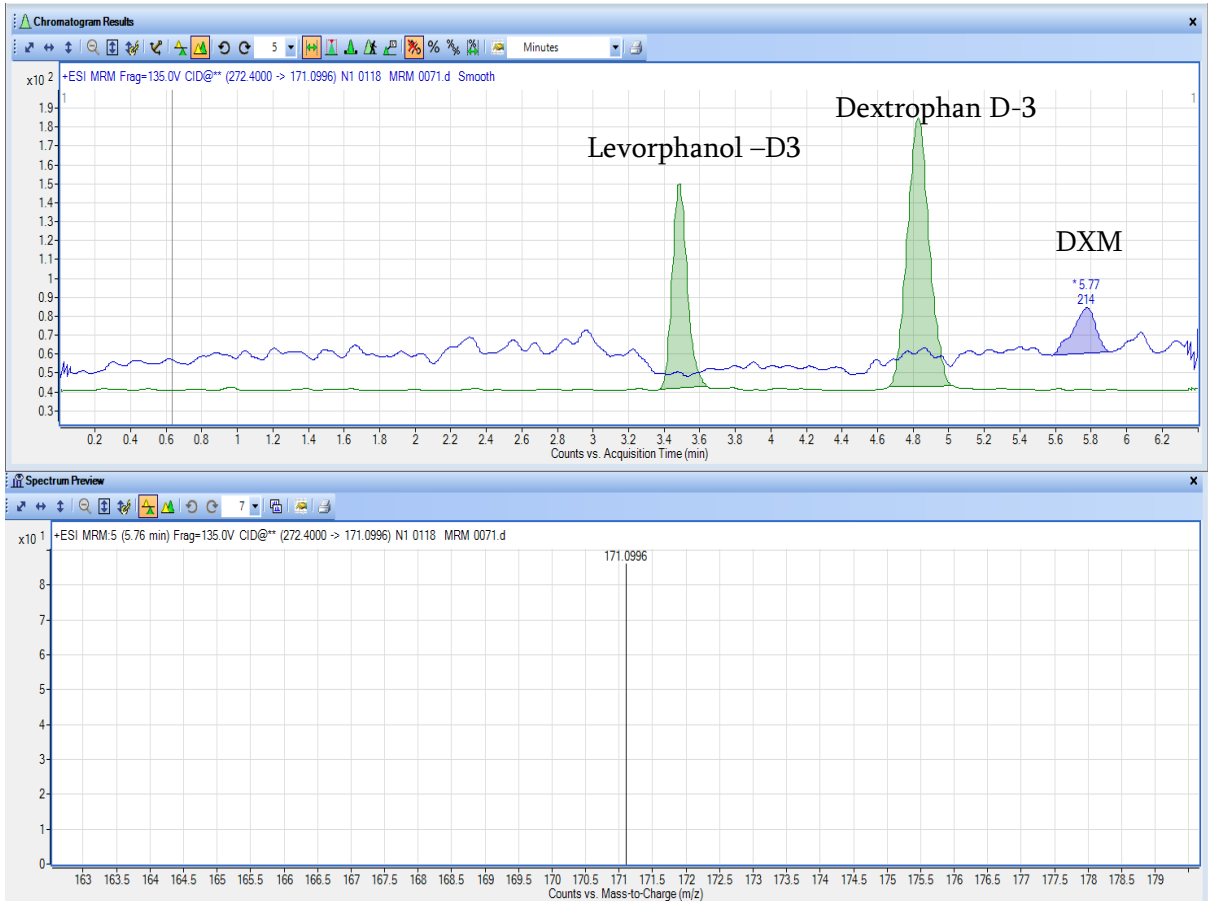 Chromatogram Results
5 Minutes
x10 2 +ESI MRM Frag=135.0V CID@** (272.4000 -> 171.0996) N1 0118 MRM 0071.d Smooth
1 1
1.9
1.8
1.7
1.6
1.5
1.4
1.3
1.2
1.1
1
0.9
0.8
0.7
0.6
0.5
0.4
0.3
Dextrophan D-3
Levorphanol –D3
DXM
* 5.77
214
0.2 0.4 0.6 0.8 1 1.2 1.4 1.6 1.8 2 2.2 2.4 2.6 2.8 3 3.2 3.4 3.6 3.8 4 4.2 4.4 4.6 4.8 5 5.2 5.4 5.6 5.8 6 6.2
Counts vs. Acquisition Time (min)
Spectrum Preview
7
x10 1 +ESI MRM:5 (5.76 min) Frag=135.0V CID@** (272.4000 -> 171.0996) N1 0118 MRM 0071.d
171.0996
8
7
6
5
4
3
2
1
0
163 163.5 164 164.5 165 165.5 166 166.5 167 167.5 168 168.5 169 169.5 170 170.5 171 171.5 172 172.5 173 173.5 174 174.5 175 175.5 176 176.5 177 177.5 178 178.5 179
Counts vs. Mass-to-Charge (m/z)